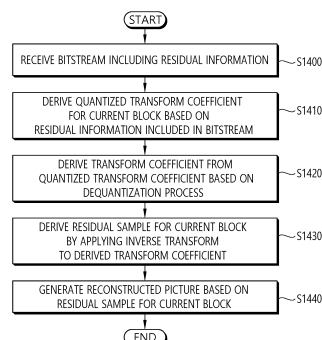 START
RECEIVE BITSTREAM INCLUDING RESIDUAL INFORMATION
S1400
DERIVE QUANTIZED TRANSFORM COEFFICIENT
FOR CURRENT BLOCK BASED ON
RESIDUAL INFORMATION INCLUDED IN BITSTREAM
S1410
DERIVE TRANSFORM COEFFICIENT FROM
QUANTIZED TRANSFORM COEFFICIENT BASED ON
DEQUANTIZATION PROCESS
S1420
DERIVE RESIDUAL SAMPLE FOR CURRENT BLOCK
BY APPLYING INVERSE TRANSFORM
TO DERIVED TRANSFORM COEFFICIENT
S1430
GENERATE RECONSTRUCTED PICTURE BASED ON
RESIDUAL SAMPLE FOR CURRENT BLOCK
S1440
END